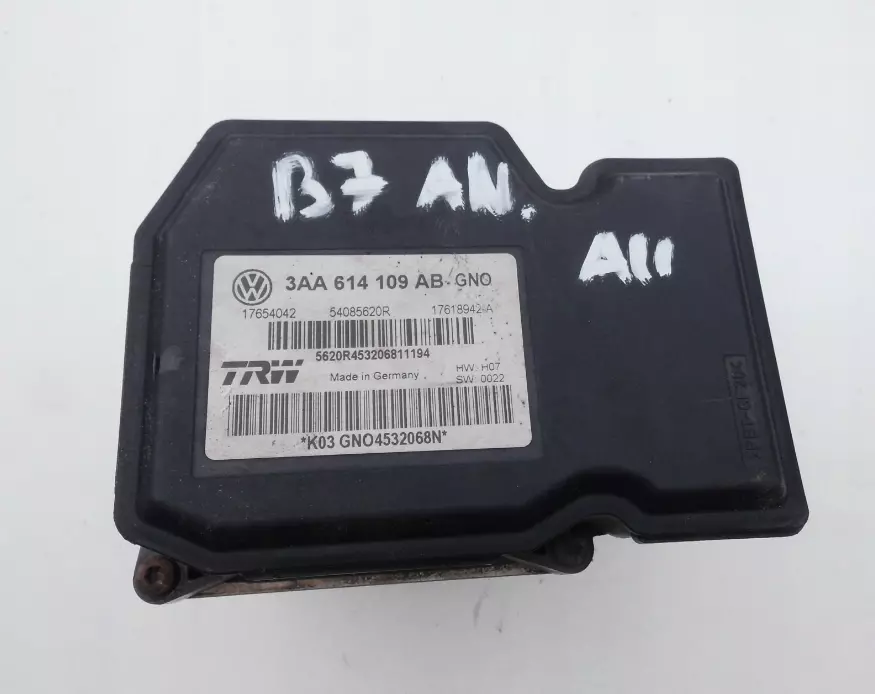 B7 AN.
A111
3AA 614 109 AB GNO
17654042 54085620R 17618942 A
5620R453206811194
TRW Made in Germany HW H07
SW 0022
*K03 GNO4532068N*